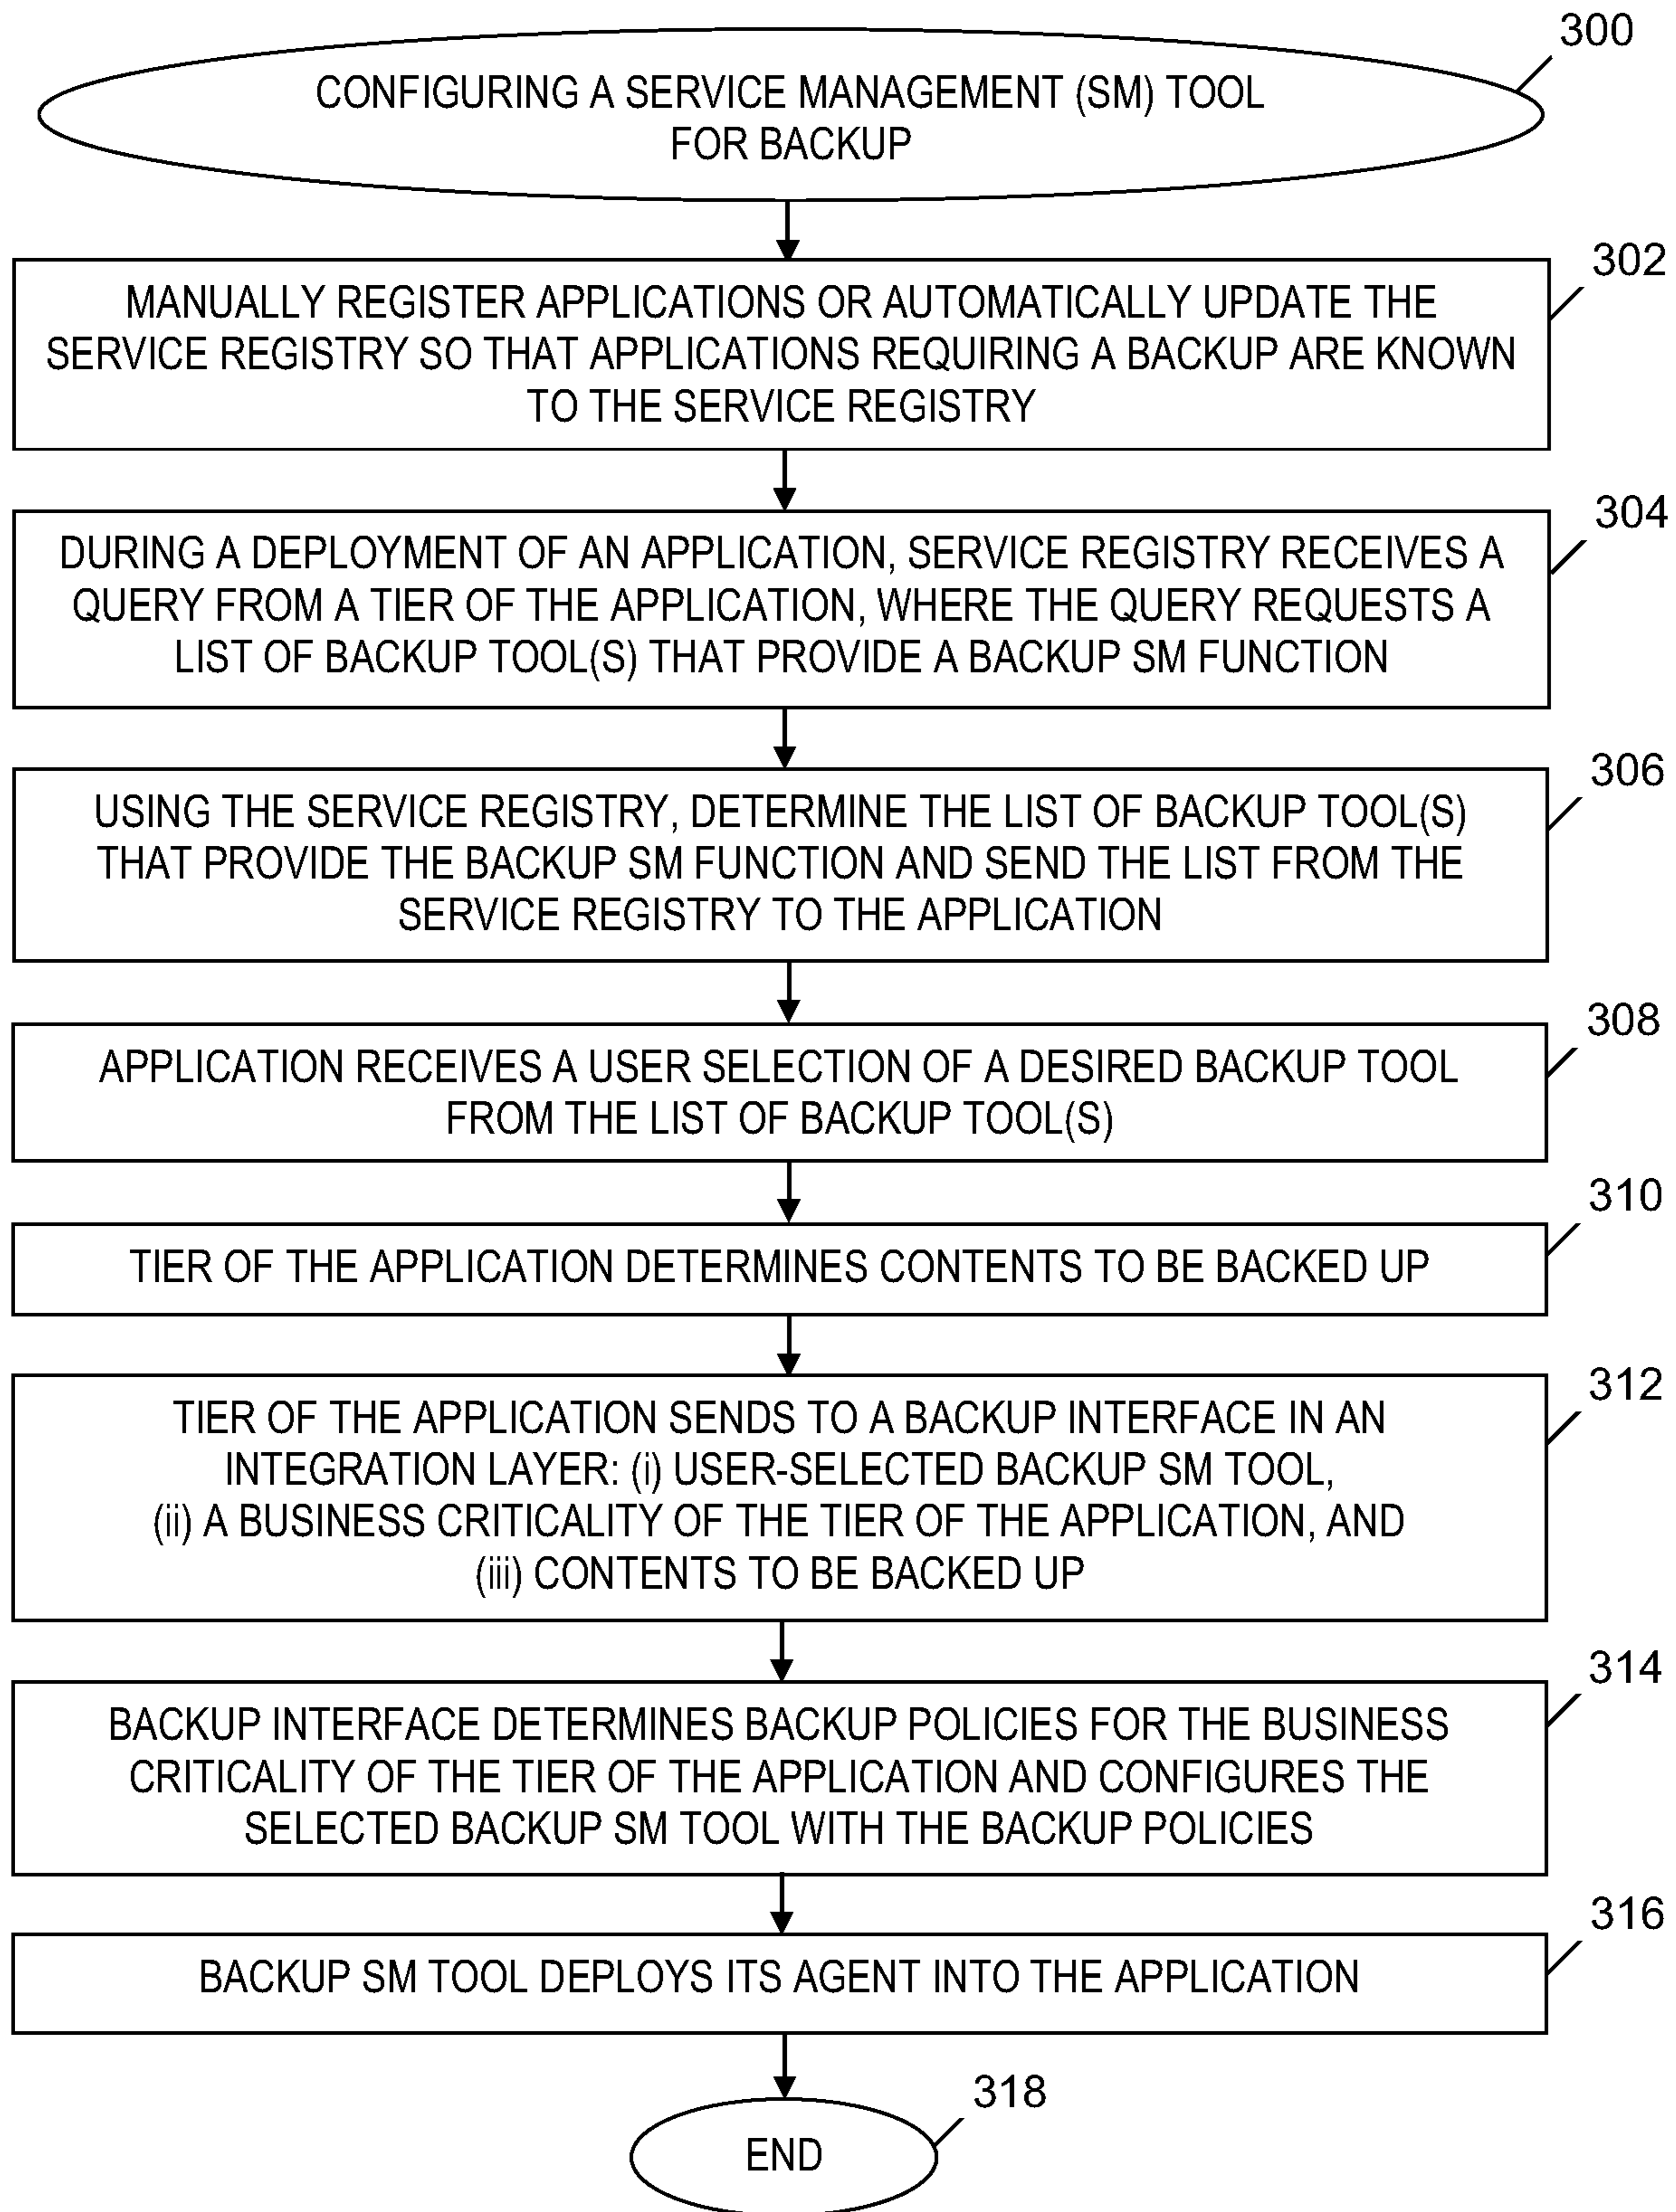 300
CONFIGURING A SERVICE MANAGEMENT (SM) TOOL
FOR BACKUP
302
MANUALLY REGISTER APPLICATIONS OR AUTOMATICALLY UPDATE THE
SERVICE REGISTRY SO THAT APPLICATIONS REQUIRING A BACKUP ARE KNOWN
TO THE SERVICE REGISTRY
304
DURING A DEPLOYMENT OF AN APPLICATION, SERVICE REGISTRY RECEIVES A
QUERY FROM A TIER OF THE APPLICATION, WHERE THE QUERY REQUESTS A
LIST OF BACKUP TOOL(S) THAT PROVIDE A BACKUP SM FUNCTION
306
USING THE SERVICE REGISTRY, DETERMINE THE LIST OF BACKUP TOOL(S)
THAT PROVIDE THE BACKUP SM FUNCTION AND SEND THE LIST FROM THE
SERVICE REGISTRY TO THE APPLICATION
308
APPLICATION RECEIVES A USER SELECTION OF A DESIRED BACKUP TOOL
FROM THE LIST OF BACKUP TOOL(S)
310
TIER OF THE APPLICATION DETERMINES CONTENTS TO BE BACKED UP
312
TIER OF THE APPLICATION SENDS TO A BACKUP INTERFACE IN AN
INTEGRATION LAYER: (i) USER-SELECTED BACKUP SM TOOL,
(ii) A BUSINESS CRITICALITY OF THE TIER OF THE APPLICATION, AND
(iii) CONTENTS TO BE BACKED UP
314
BACKUP INTERFACE DETERMINES BACKUP POLICIES FOR THE BUSINESS
CRITICALITY OF THE TIER OF THE APPLICATION AND CONFIGURES THE
SELECTED BACKUP SM TOOL WITH THE BACKUP POLICIES
316
BACKUP SM TOOL DEPLOYS ITS AGENT INTO THE APPLICATION
318
END